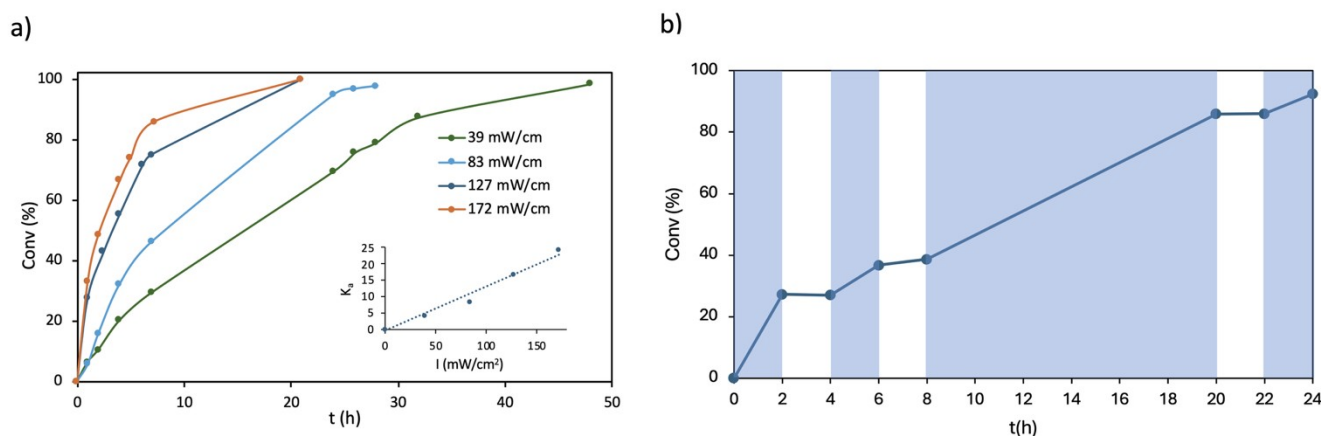 a)
Conv (%)
100
80
60
40
20
0
0 10 20 30 40 50
t (h)
39 mW/cm
83 mW/cm
127 mW/cm
172 mW/cm
Kₐ
25
20
15
10
5
0
0 50 100 150
I (mW/cm²)
b)
Conv (%)
100
80
60
40
20
0
0 2 4 6 8 10 12 14 16 18 20 22 24
t(h)